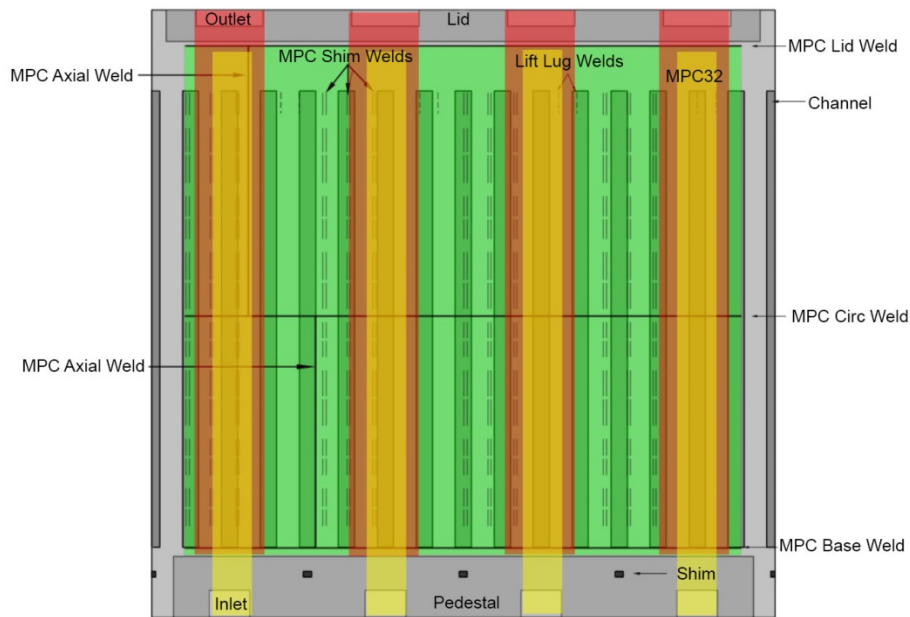 Outlet
Lid
MPC Lid Weld
MPC Axial Weld
MPC Shim Welds
Lift Lug Welds
MPC32
Channel
MPC Circ Weld
MPC Axial Weld
MPC Base Weld
Shim
Inlet
Pedestal